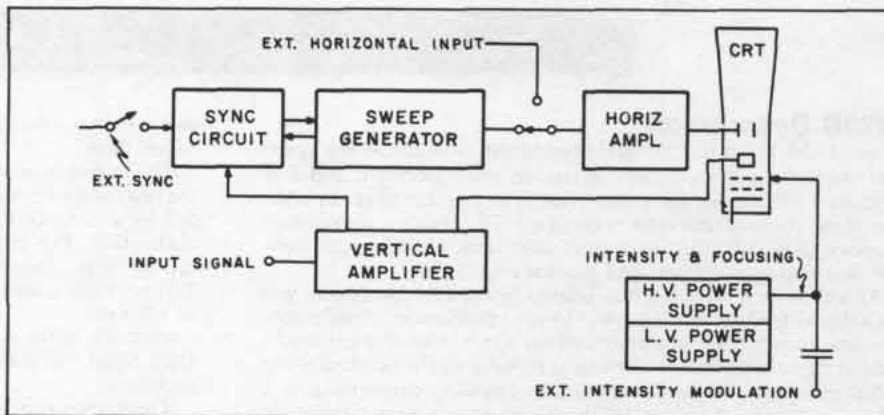 EXT. HORIZONTAL INPUT
CRT
SYNC
CIRCUIT
SWEEP
GENERATOR
HORIZ
AMPL
EXT. SYNC
INPUT SIGNAL
VERTICAL
AMPLIFIER
INTENSITY & FOCUSING
H.V. POWER
SUPPLY
L.V. POWER
SUPPLY
EXT. INTENSITY MODULATION